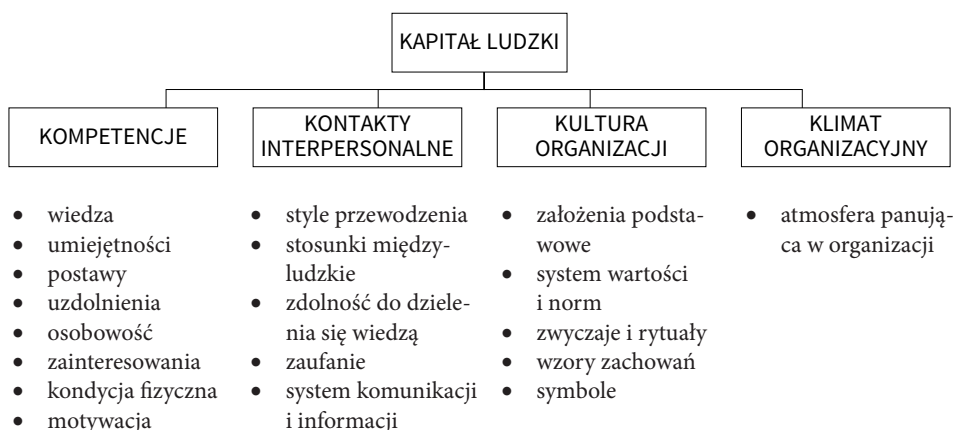 KAPITAŁ LUDZKI
KOMPETENCJE
KONTAKTY
INTERPERSONALNE
KULTURA
ORGANIZACJI
KLIMAT
ORGANIZACYJNY
• wiedza
• umiejętności
• postawy
• uzdolnienia
• osobowość
• zainteresowania
• kondycja fizyczna
• motywacja
• style przewodzenia
• stosunki między-
ludzkie
• zdolność do dziele-
nia się wiedzą
• zaufanie
• system komunikacji
i informacji
• założenia podsta-
wowe
• system wartości
i norm
• zwyczaje i rytuały
• wzory zachowań
• symbole
• atmosfera panują-
ca w organizacji